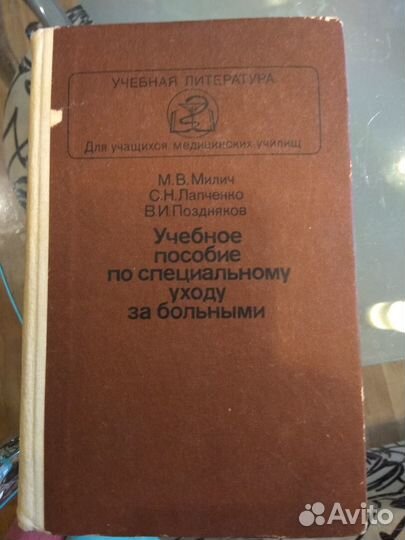 УЧЕБНАЯ ЛИТЕРАТУРА
Для учащихся медицинских училищ
М.В.Милич
С.Н.Лапченко
В.И.Поздняков
Учебное
пособие
по специальному
уходу
за больными
Avito